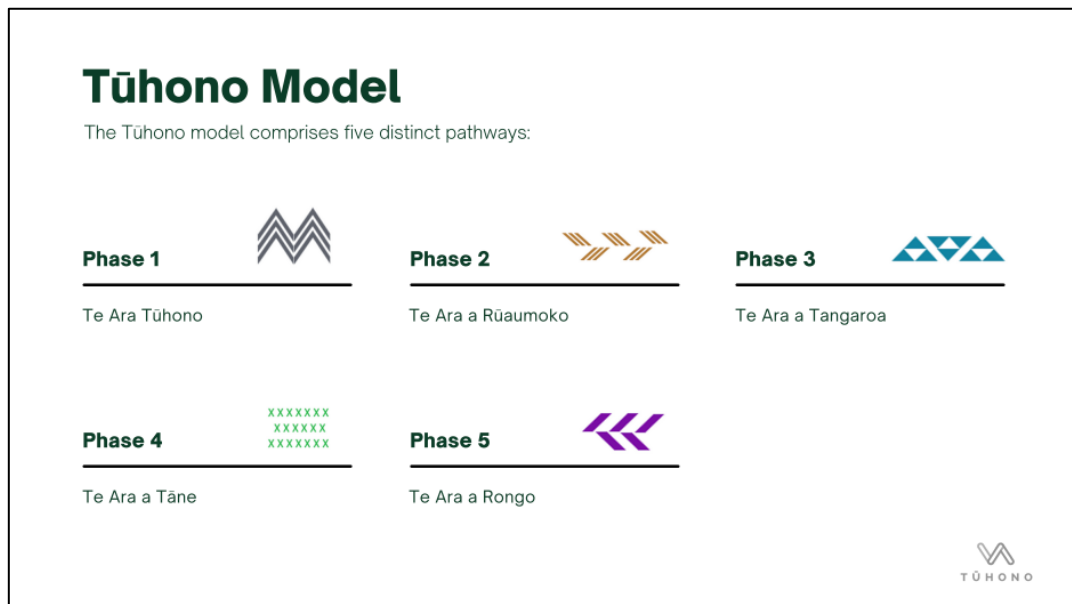 Tūhono Model
The Tūhono model comprises five distinct pathways:
Phase 1
Te Ara Tūhono
Phase 2
Te Ara a Rūaumoko
Phase 3
Te Ara a Tangaroa
Phase 4
XXXXXXX
XXXXXX
XXXXXXX
Te Ara a Tāne
Phase 5
Te Ara a Rongo
TŪHONO